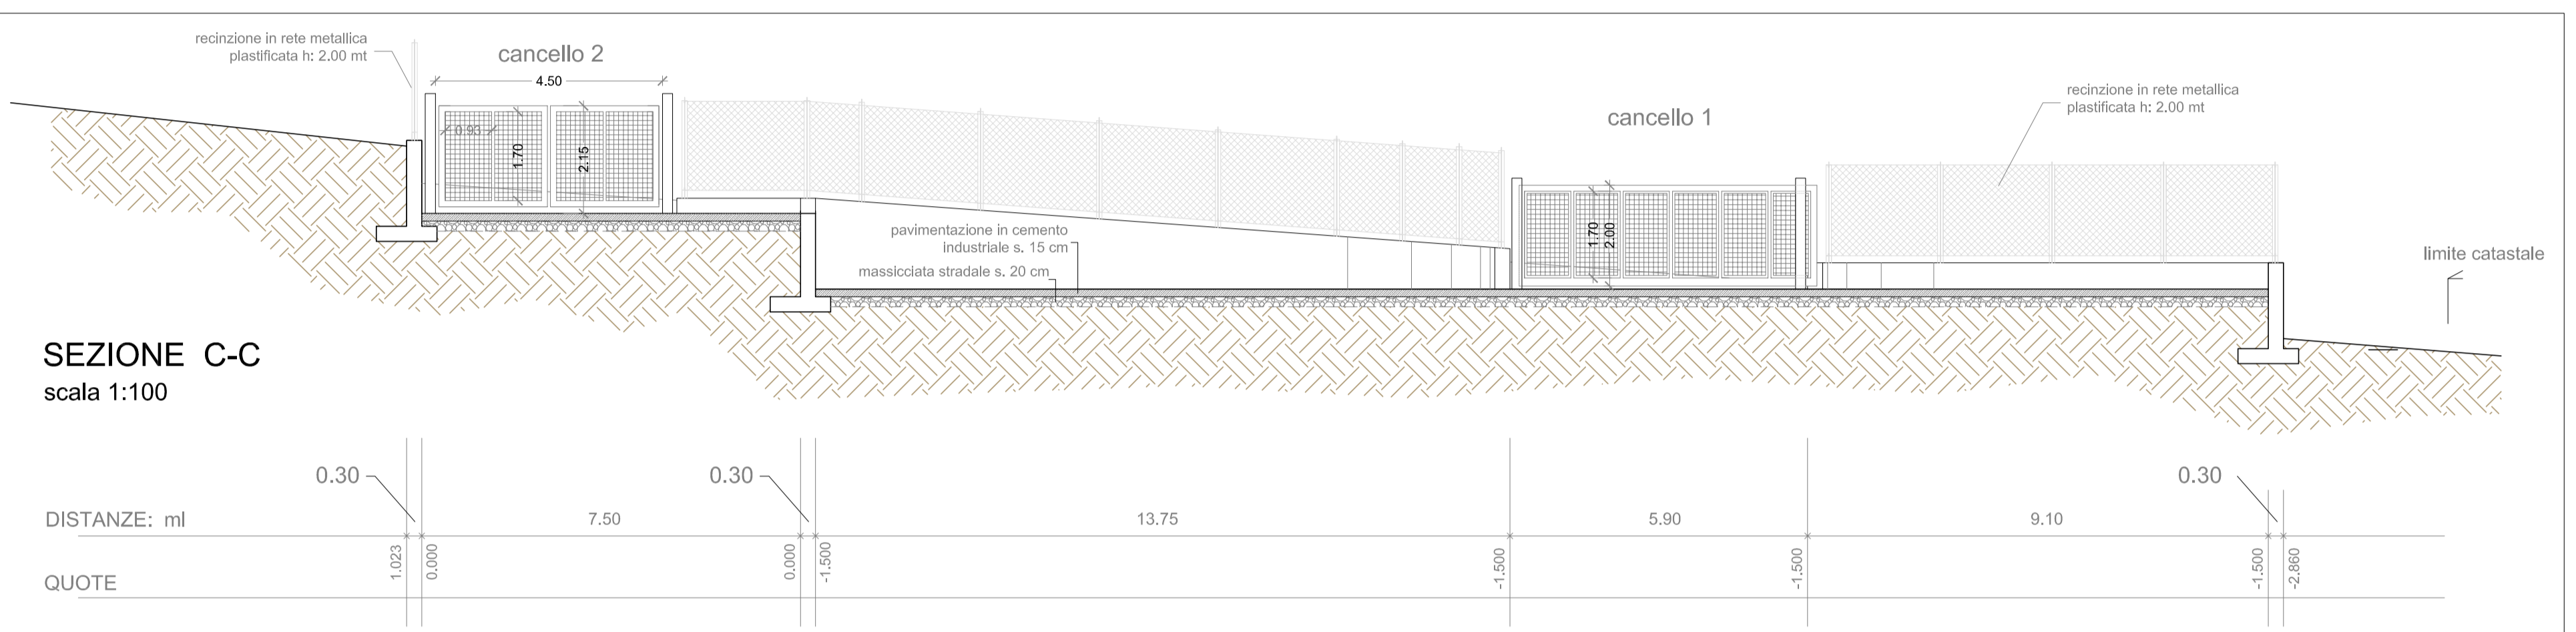 recinzione in rete metallica
plastificata h: 2.00 mt
cancello 2
4.50
0.93
1.70
2.15
cancello 1
recinzione in rete metallica
plastificata h: 2.00 mt
1.70
2.00
pavimentazione in cemento
industriale s. 15 cm
massicciata stradale s. 20 cm
limite catastale
SEZIONE C-C
scala 1:100
0.30
0.30
0.30
DISTANZE: ml
7.50
13.75
5.90
9.10
QUOTE
1.023
0.000
0.000
-1.500
-1.500
-1.500
-1.500
-2.860